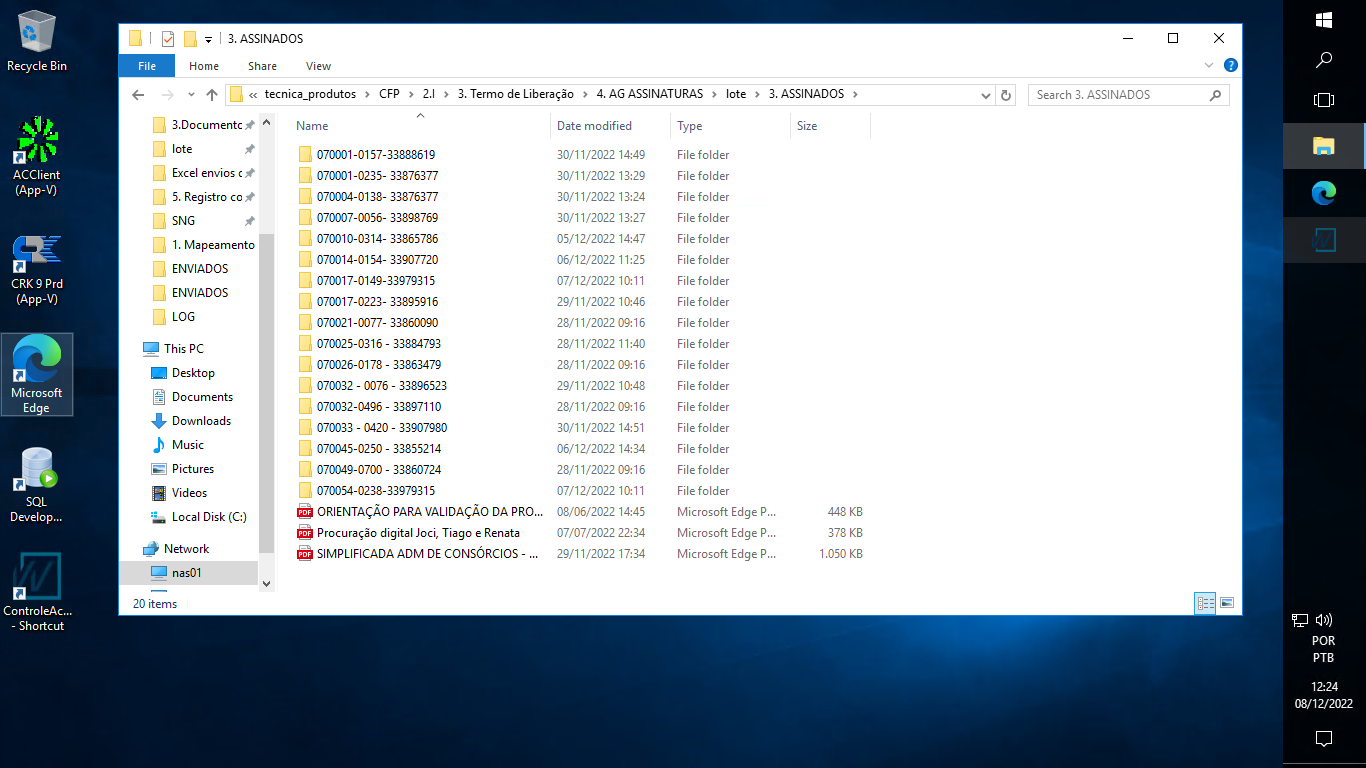 Recycle Bin
ACClient
(App-V)
CRK 9 Prd
(App-V)
Microsoft
Edge
SQL
Develop...
ControleAc...
- Shortcut
3. ASSINADOS
File
Home
Share
View
« tecnica_produtos > CFP > 2.I > 3. Termo de Liberação > 4. AG ASSINATURAS > lote > 3. ASSINADOS >
Search 3. ASSINADOS
3.Documento
lote
Excel envios c
5. Registro co
SNG
1. Mapeamento
ENVIADOS
ENVIADOS
LOG
This PC
Desktop
Documents
Downloads
Music
Pictures
Videos
Local Disk (C:)
Network
nas01
Name Date modified Type Size
070001-0157-33888619 30/11/2022 14:49 File folder
070001-0235- 33876377 30/11/2022 13:29 File folder
070004-0138- 33876377 30/11/2022 13:24 File folder
070007-0056- 33898769 30/11/2022 13:27 File folder
070010-0314- 33865786 05/12/2022 14:47 File folder
070014-0154- 33907720 06/12/2022 11:25 File folder
070017-0149-33979315 07/12/2022 10:11 File folder
070017-0223- 33895916 29/11/2022 10:46 File folder
070021-0077- 33860090 28/11/2022 09:16 File folder
070025-0316 - 33884793 28/11/2022 11:40 File folder
070026-0178 - 33863479 28/11/2022 09:16 File folder
070032 - 0076 - 33896523 29/11/2022 10:48 File folder
070032-0496 - 33897110 28/11/2022 09:16 File folder
070033 - 0420 - 33907980 30/11/2022 14:51 File folder
070045-0250 - 33855214 06/12/2022 14:34 File folder
070049-0700 - 33860724 28/11/2022 09:16 File folder
070054-0238-33979315 07/12/2022 10:11 File folder
PDF ORIENTAÇÃO PARA VALIDAÇÃO DA PRO... 08/06/2022 14:45 Microsoft Edge P... 448 KB
PDF Procuração digital Joci, Tiago e Renata 07/07/2022 22:34 Microsoft Edge P... 378 KB
PDF SIMPLIFICADA ADM DE CONSÓRCIOS - ... 29/11/2022 17:34 Microsoft Edge P... 1.050 KB
20 items
POR
PTB
12:24
08/12/2022